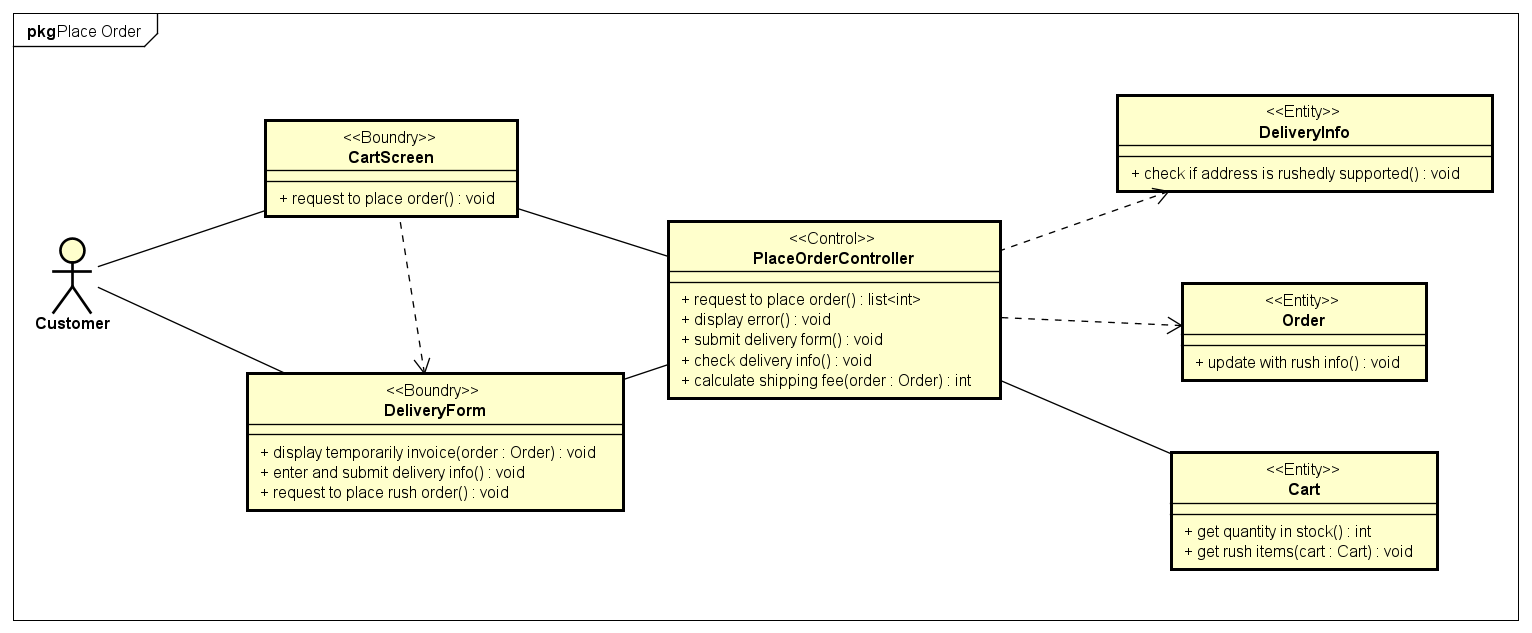 pkg Place Order
<<Boundry>>
CartScreen
+ request to place order() : void
Customer
<<Boundry>>
DeliveryForm
+ display temporarily invoice(order : Order) : void
+ enter and submit delivery info() : void
+ request to place rush order() : void
<<Control>>
PlaceOrderController
+ request to place order() : list<int>
+ display error() : void
+ submit delivery form() : void
+ check delivery info() : void
+ calculate shipping fee(order : Order) : int
<<Entity>>
DeliveryInfo
+ check if address is rushedly supported() : void
<<Entity>>
Order
+ update with rush info() : void
<<Entity>>
Cart
+ get quantity in stock() : int
+ get rush items(cart : Cart) : void